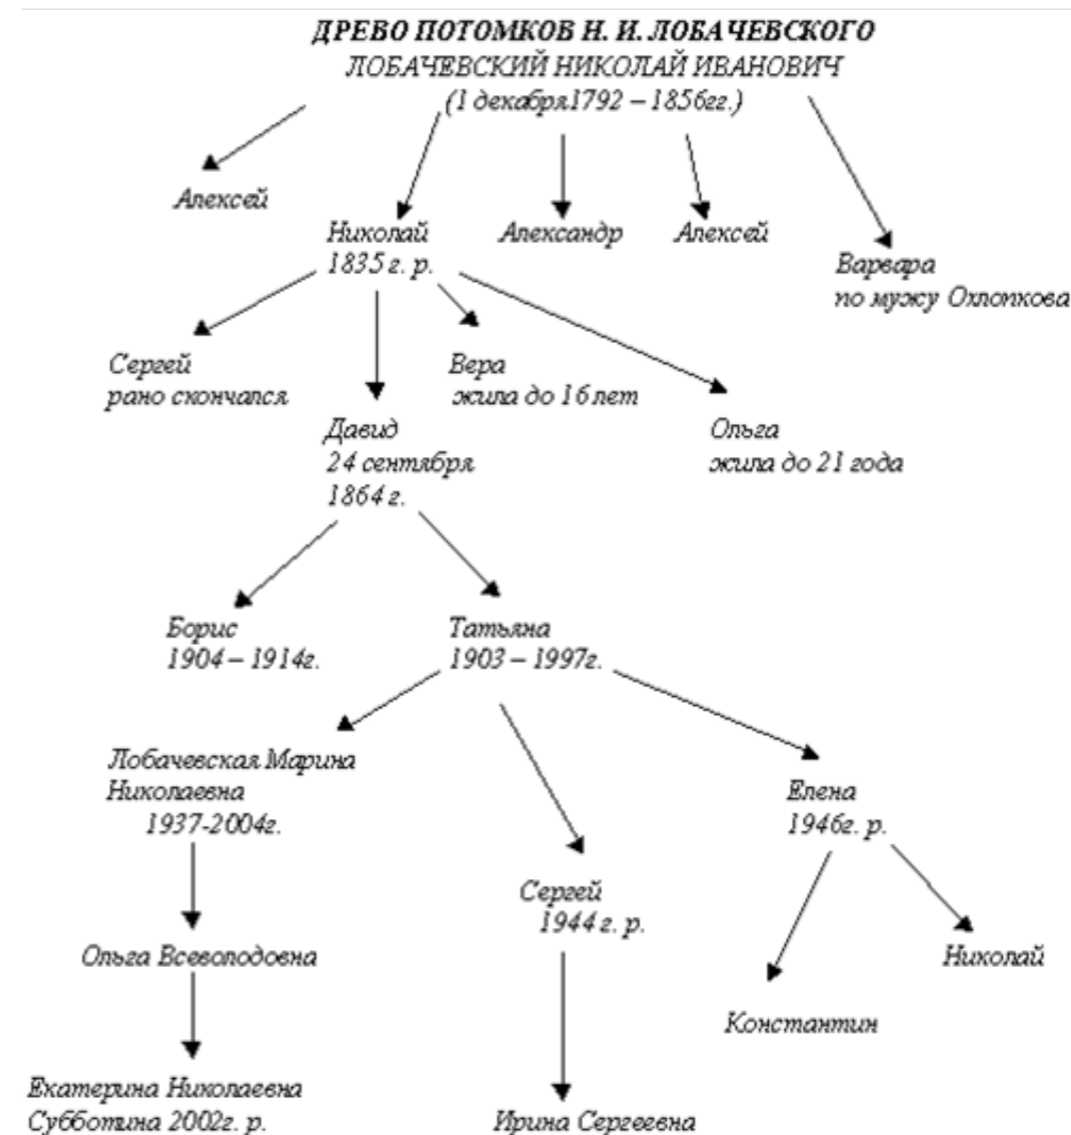 ДРЕВО ПОТОМКОВ Н. И. ЛОБАЧЕВСКОГО
ЛОБАЧЕВСКИЙ НИКОЛАЙ ИВАНОВИЧ
(1 декабря1792 – 1856гг.)
Алексей
Николай
1835 г. р.
Александр
Алексей
Варвара
по мужу Охлопкова
Сергей
рано скончался
Вера
жила до 16 лет
Давид
24 сентября
1864 г.
Ольга
жила до 21 года
Борис
1904 – 1914г.
Татьяна
1903 – 1997г.
Лобачевская Марина
Николаевна
1937-2004г.
Елена
1946г. р.
Сергей
1944 г. р.
Ольга Всеволодовна
Николай
Константин
Екатерина Николаевна
Субботина 2002г. р.
Ирина Сергеевна